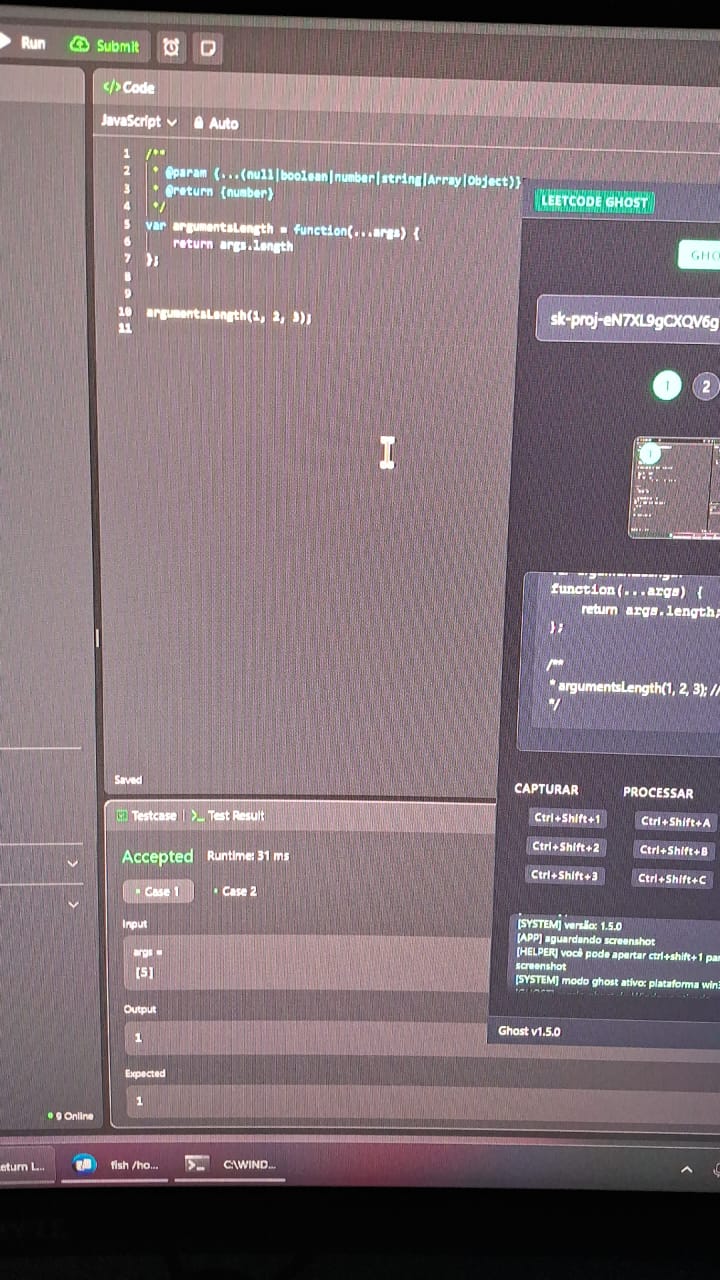 Run
Submit
</> Code
JavaScript
Auto
1 /**
2 * @param {...(null|boolean|number|string|Array|Object)}
3 * @return {number}
4 */
5 var argumentsLength = function(...args) {
6 return args.length
7 };
8
9
10 argumentsLength(1, 2, 3);
11
Saved
Testcase
>_ Test Result
Accepted Runtime: 31 ms
• Case 1 • Case 2
Input
args =
[5]
Output
1
Expected
1
9 Online
LEETCODE GHOST
GHO
sk-proj-eN7XL9gCXQV6g
1 2
1
function(...args) {
return args.length;
};
/**
* argumentsLength(1, 2, 3); //
*/
CAPTURAR PROCESSAR
Ctrl+Shift+1 Ctrl+Shift+A
Ctrl+Shift+2 Ctrl+Shift+B
Ctrl+Shift+3 Ctrl+Shift+C
[SYSTEM] versão: 1.5.0
[APP] aguardando screenshot
[HELPER] você pode apertar ctrl+shift+1 pa
screenshot
[SYSTEM] modo ghost ativo: plataforma win
Ghost v1.5.0
eturn L...
fish /ho...
C:\WIND...